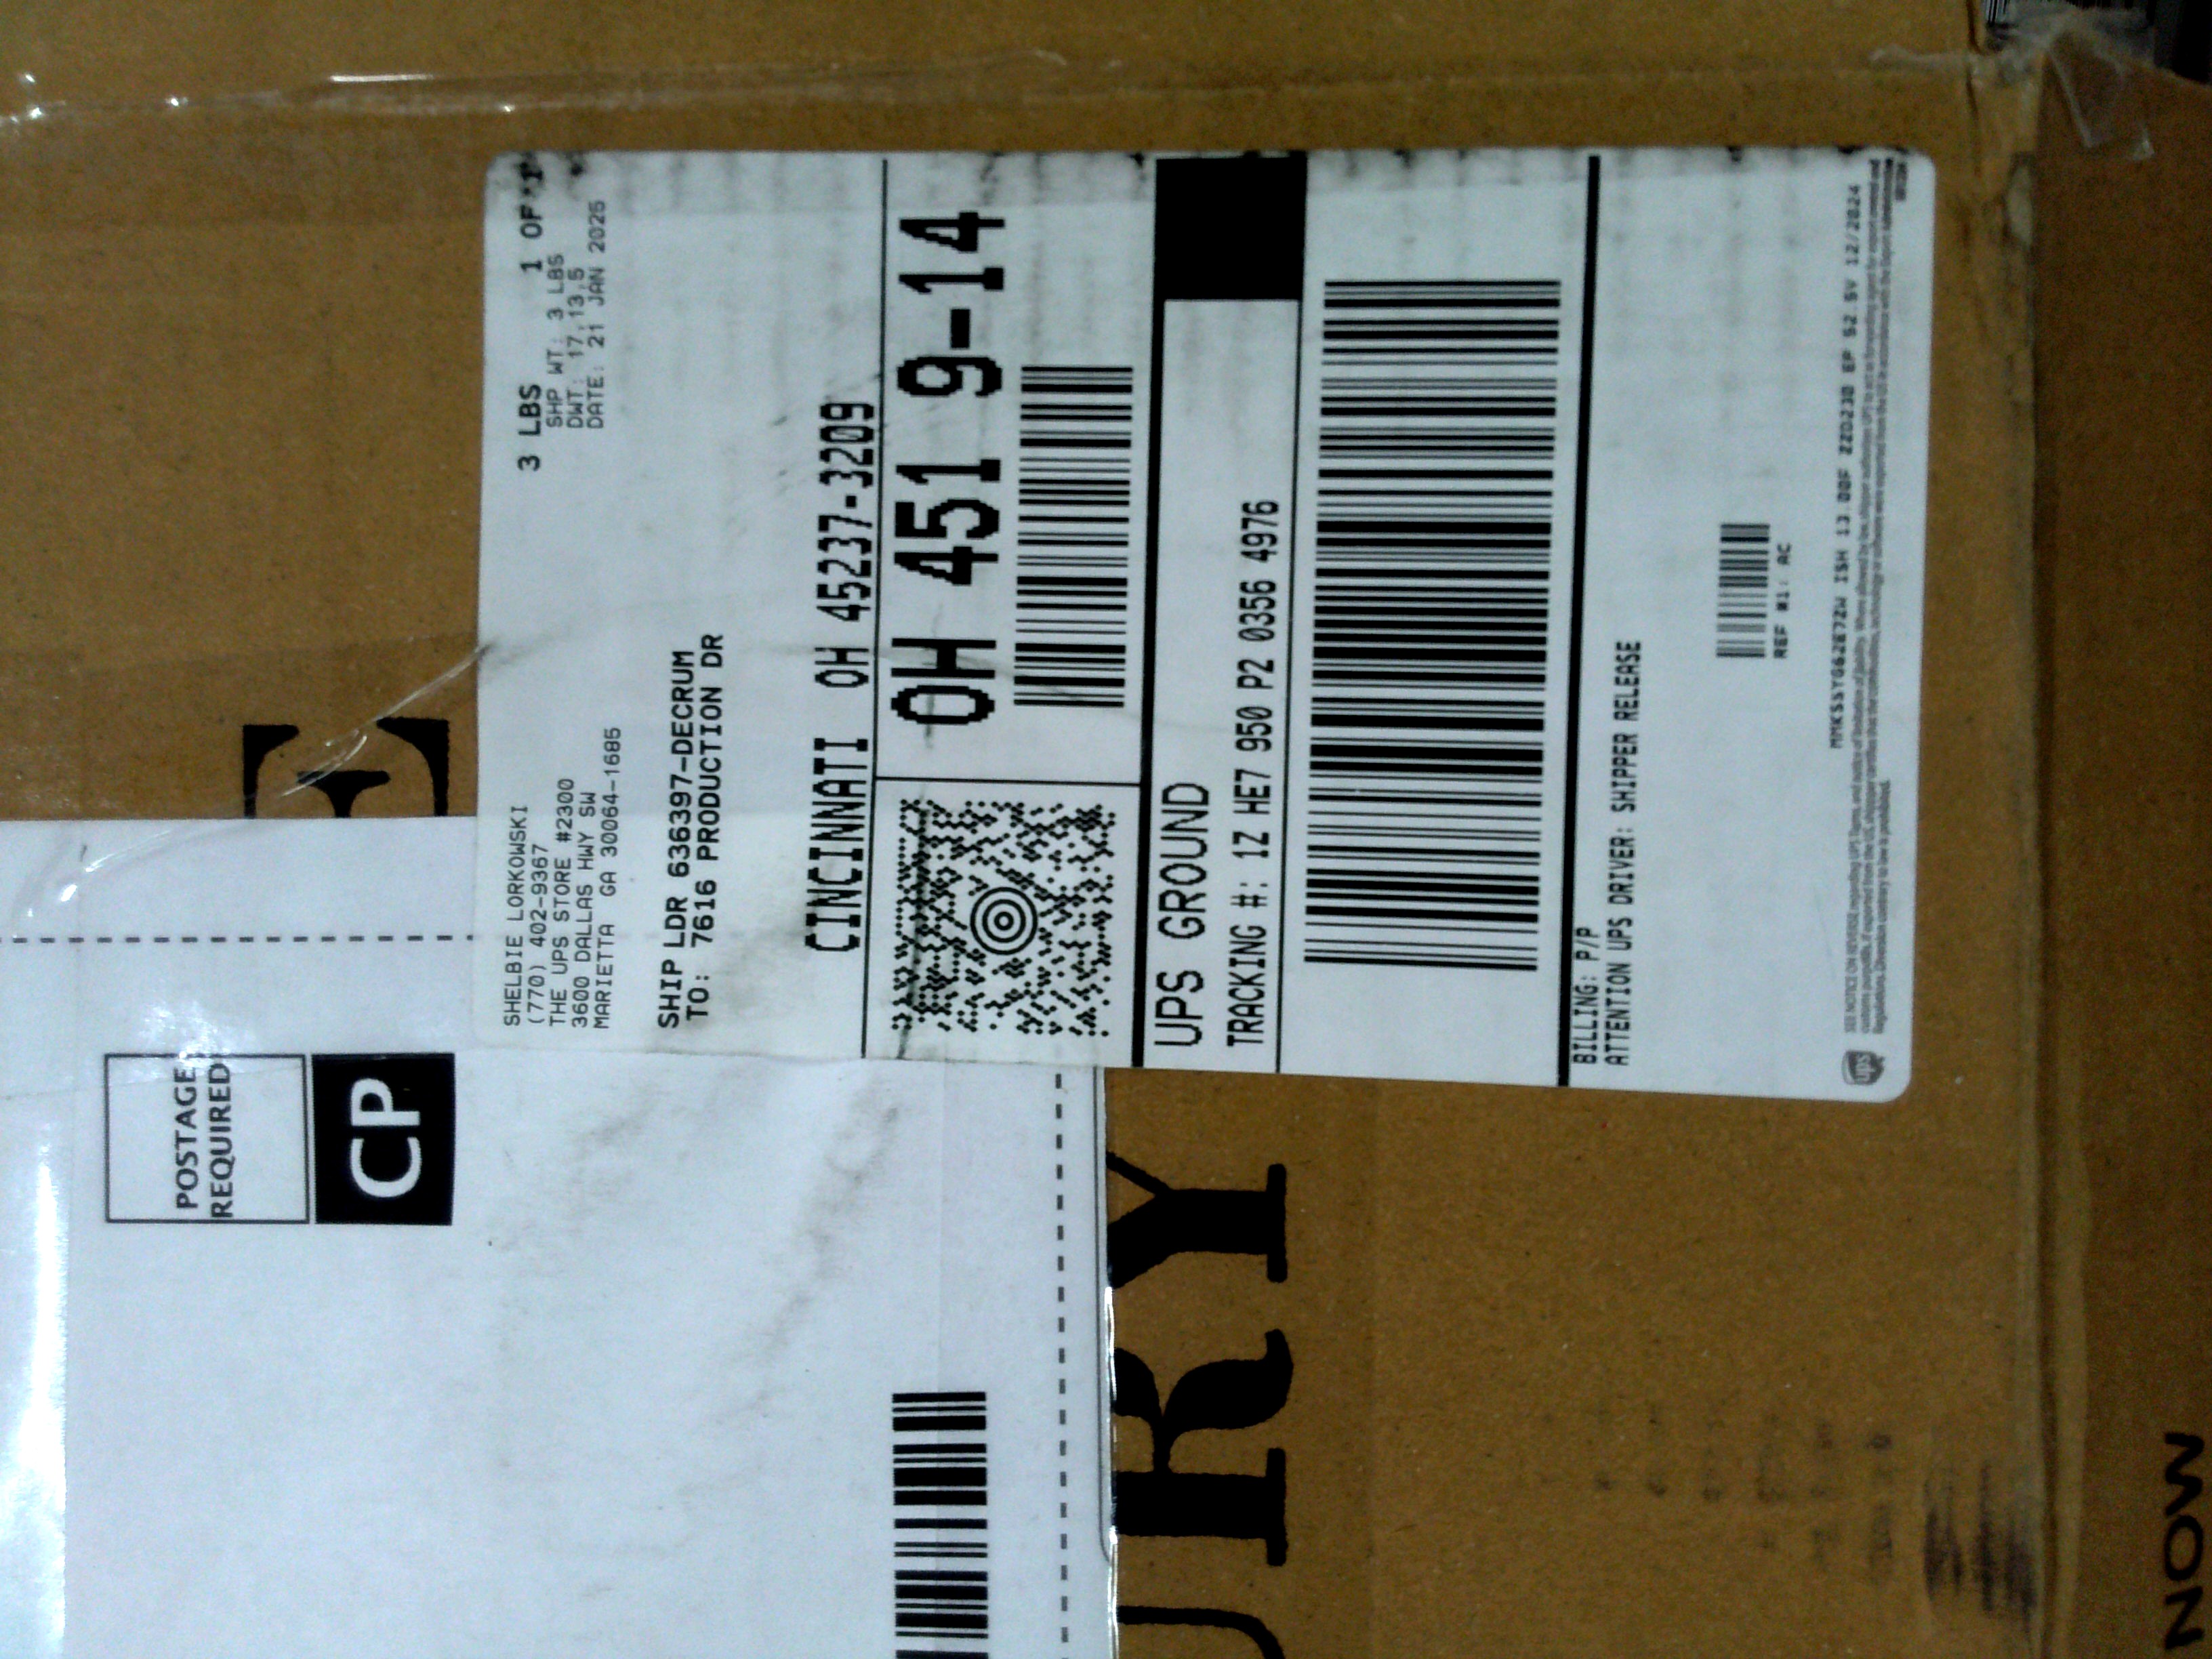 SHELBIE LORKOWSKI
(770) 402-9367
THE UPS STORE #2300
3600 DALLAS HWY SW
MARIETTA GA 30064-1685
3 LBS 1 OF 1
SHP WT: 3 LBS
DWT: 17,13,5
DATE: 21 JAN 2025
SHIP LDR 636397-DECRUM
TO: 7616 PRODUCTION DR
CINCINNATI OH 45237-3209
OH 451 9-14
UPS GROUND
TRACKING #: 1Z HE7 950 P2 0356 4976
BILLING: P/P
ATTENTION UPS DRIVER: SHIPPER RELEASE
REF #1: AC
ups
POSTAGE
REQUIRED
CP
E
URY
NOW